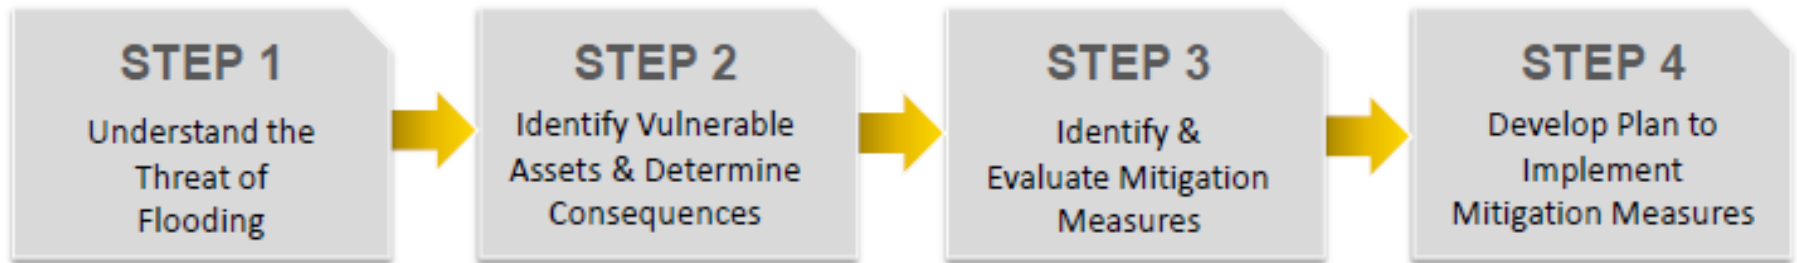 STEP 1
Understand the
Threat of
Flooding
STEP 2
Identify Vulnerable
Assets & Determine
Consequences
STEP 3
Identify &
Evaluate Mitigation
Measures
STEP 4
Develop Plan to
Implement
Mitigation Measures